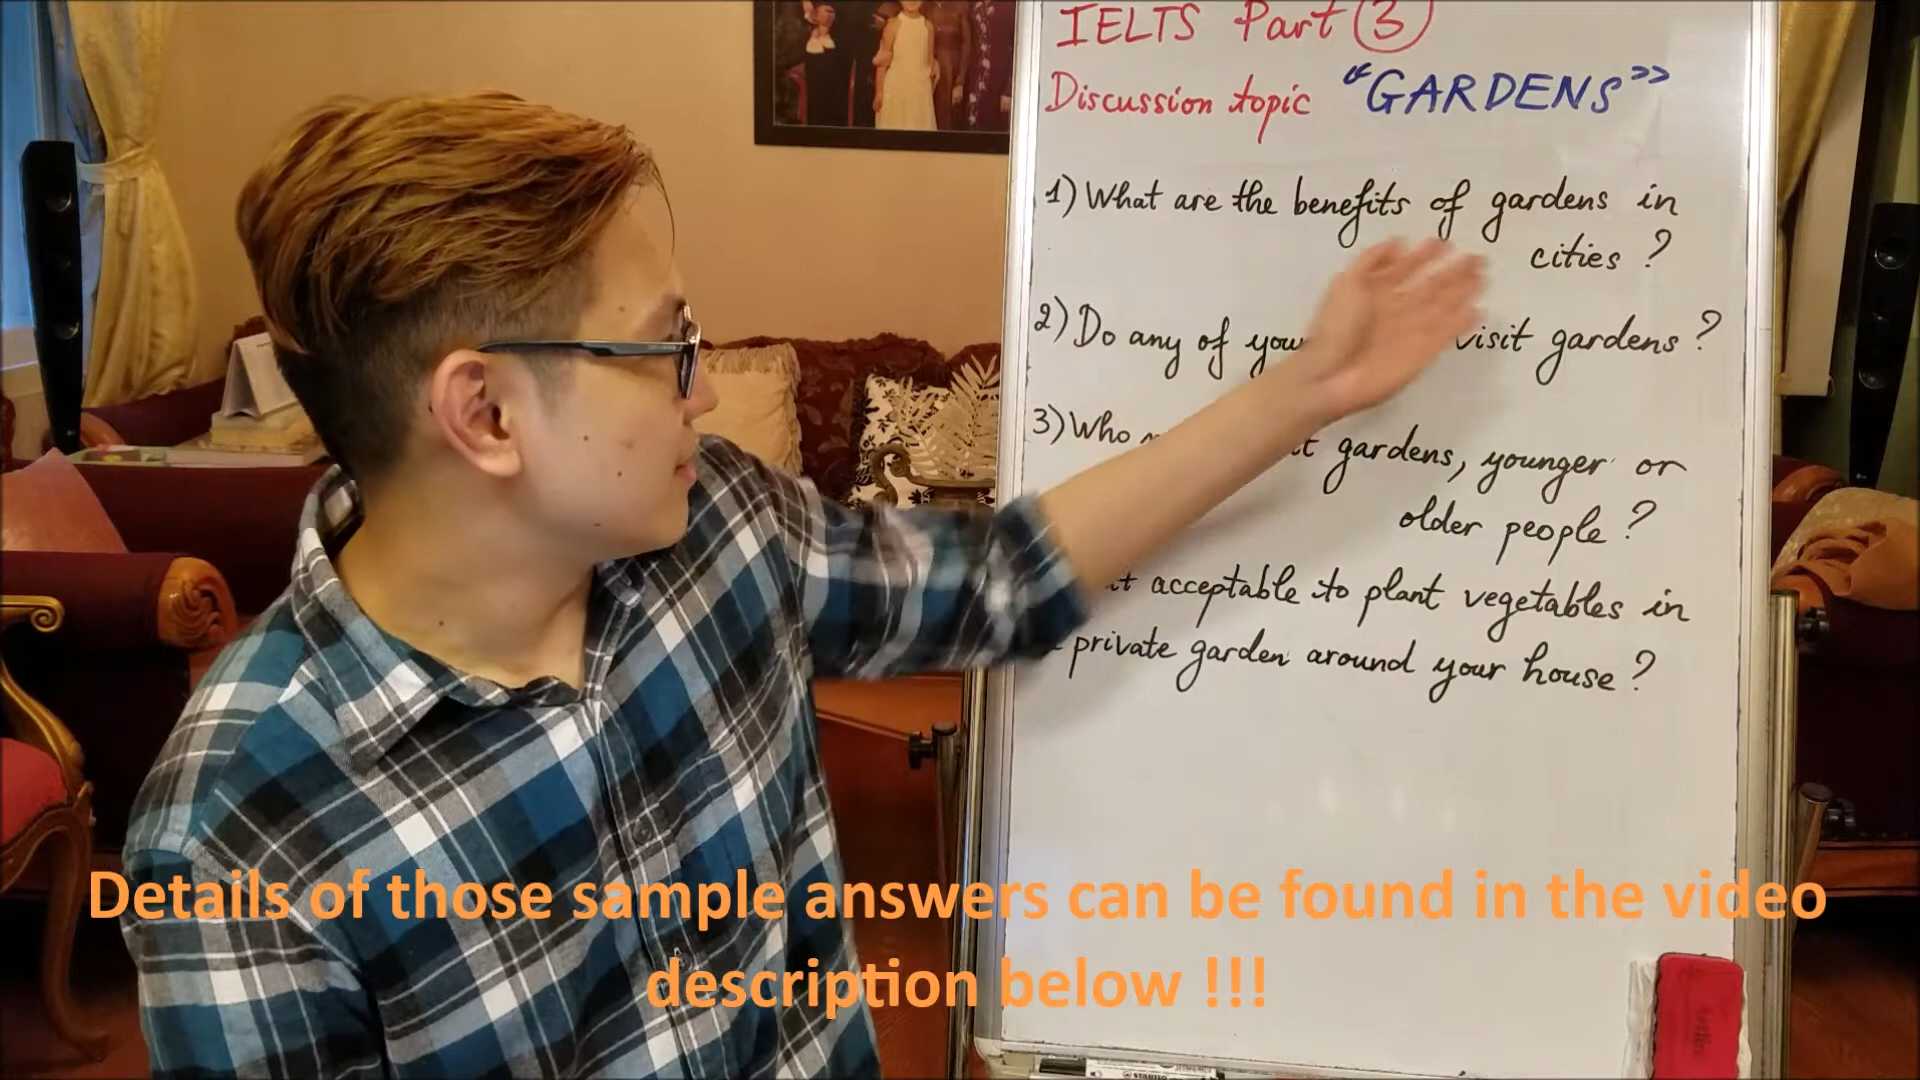 IELTS Part 3
Discussion topic "GARDENS"
1) What are the benefits of gardens in
cities ?
2) Do any of your visit gardens ?
3) Who gardens, younger or
older people ?
it acceptable to plant vegetables in
private garden around your house ?
Details of those sample answers can be found in the video
description below !!!